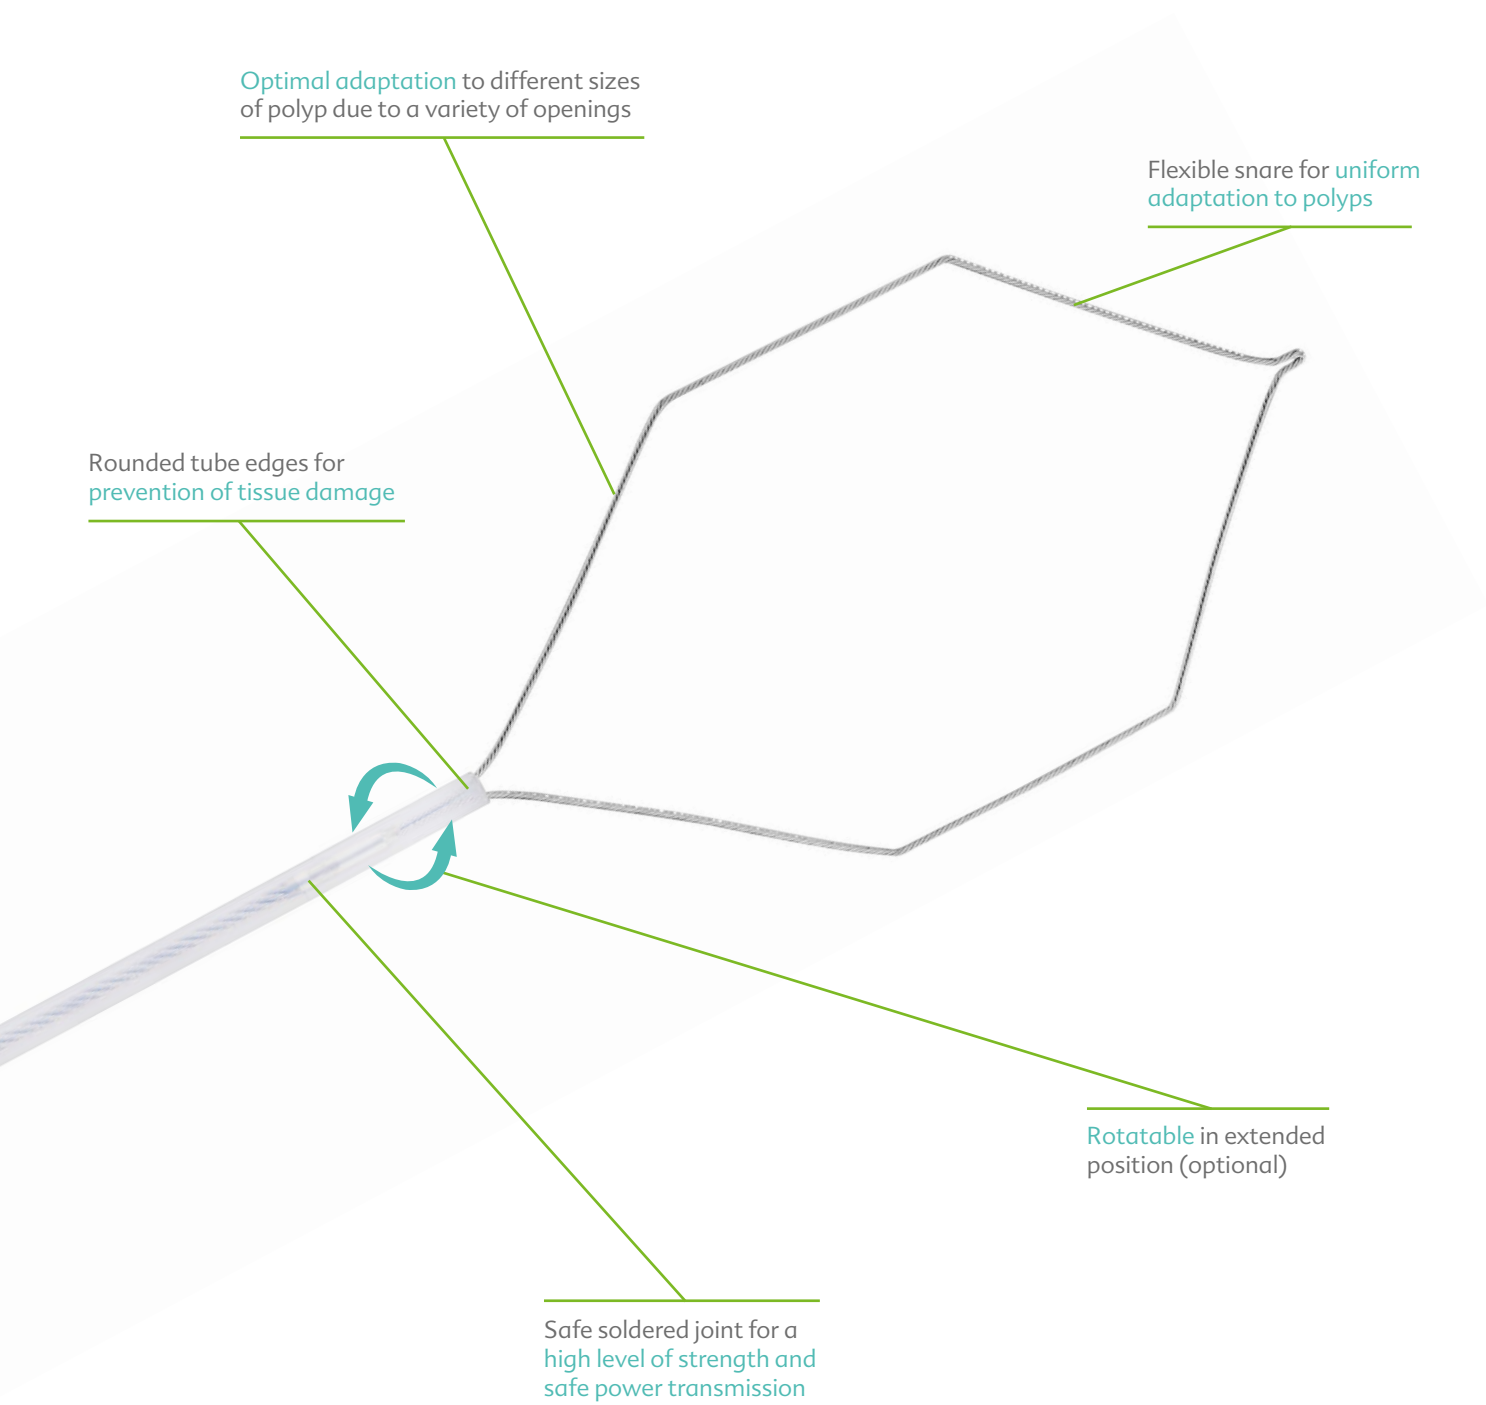 Optimal adaptation to different sizes
of polyp due to a variety of openings
Flexible snare for uniform
adaptation to polyps
Rounded tube edges for
prevention of tissue damage
Rotatable in extended
position (optional)
Safe soldered joint for a
high level of strength and
safe power transmission